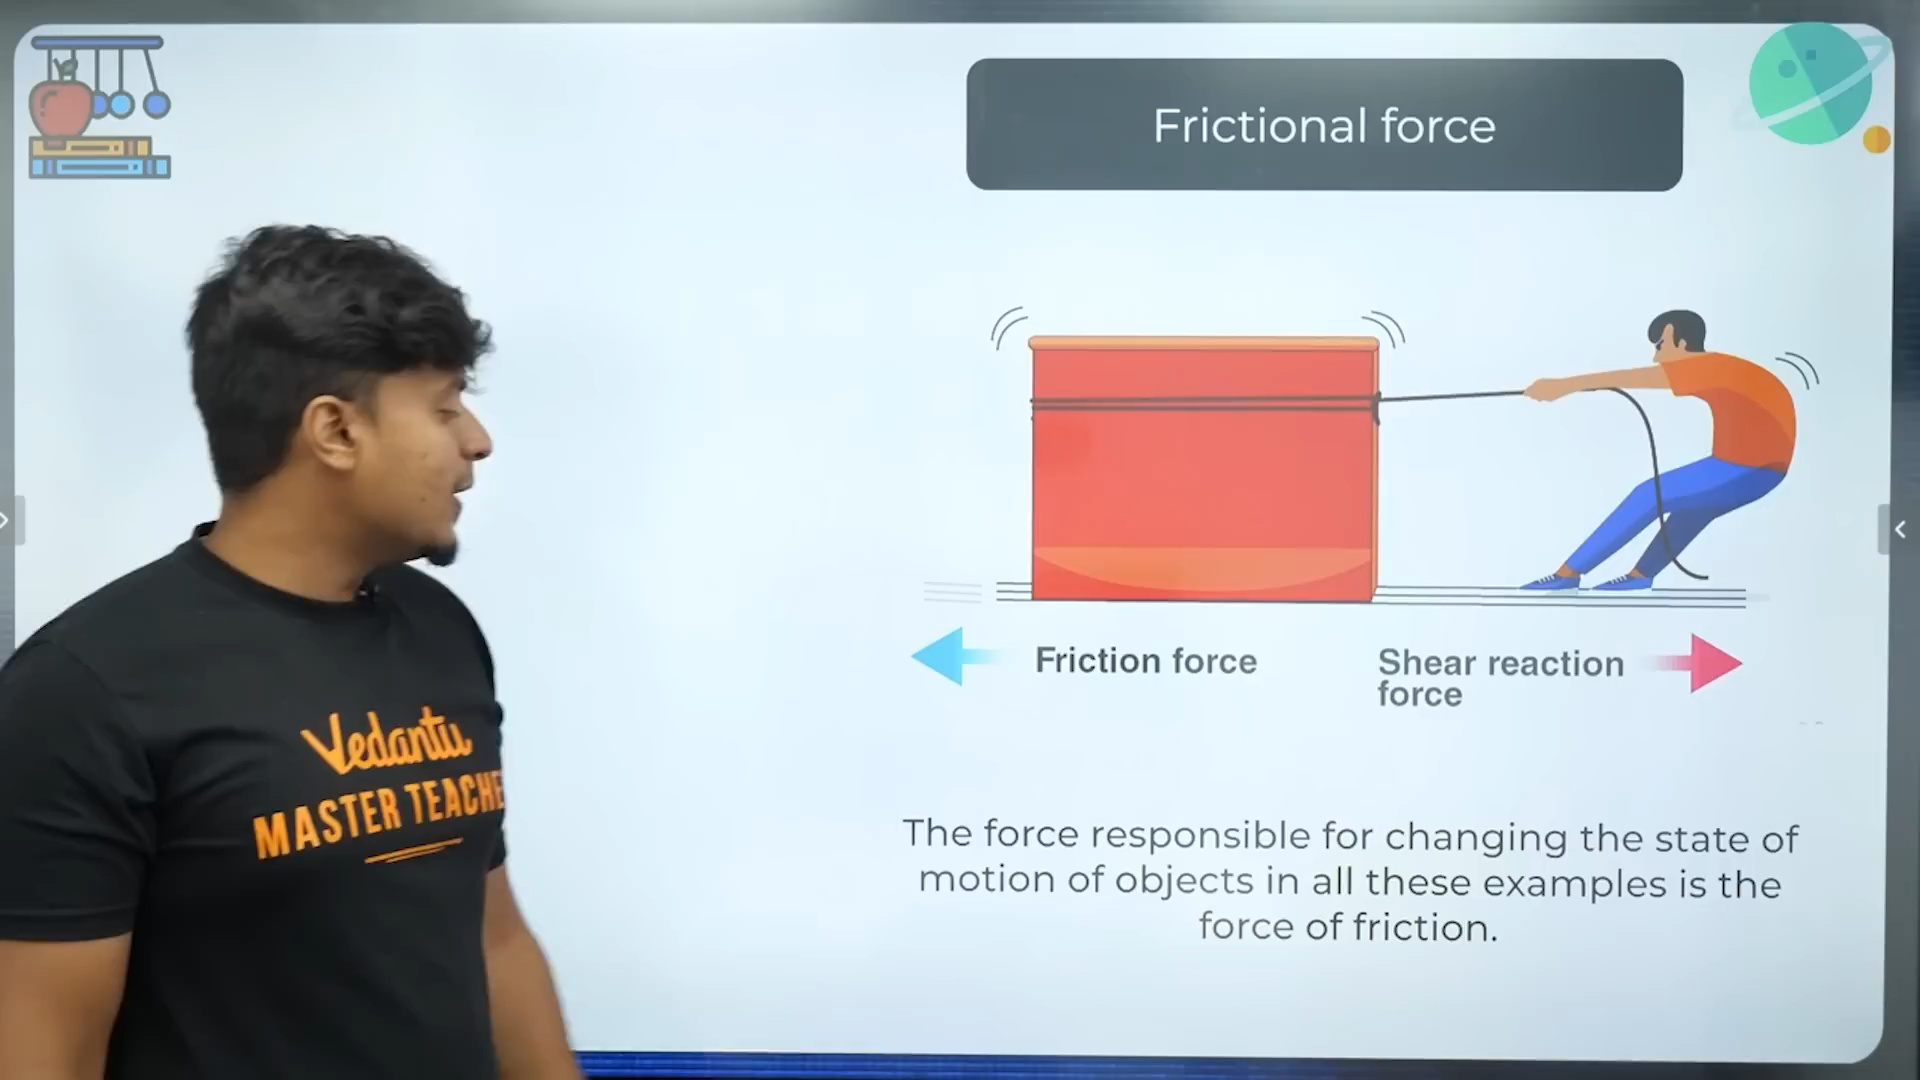 Frictional force
Friction force
Shear reaction
force
The force responsible for changing the state of
motion of objects in all these examples is the
force of friction.
Vedantu
MASTER TEACHE